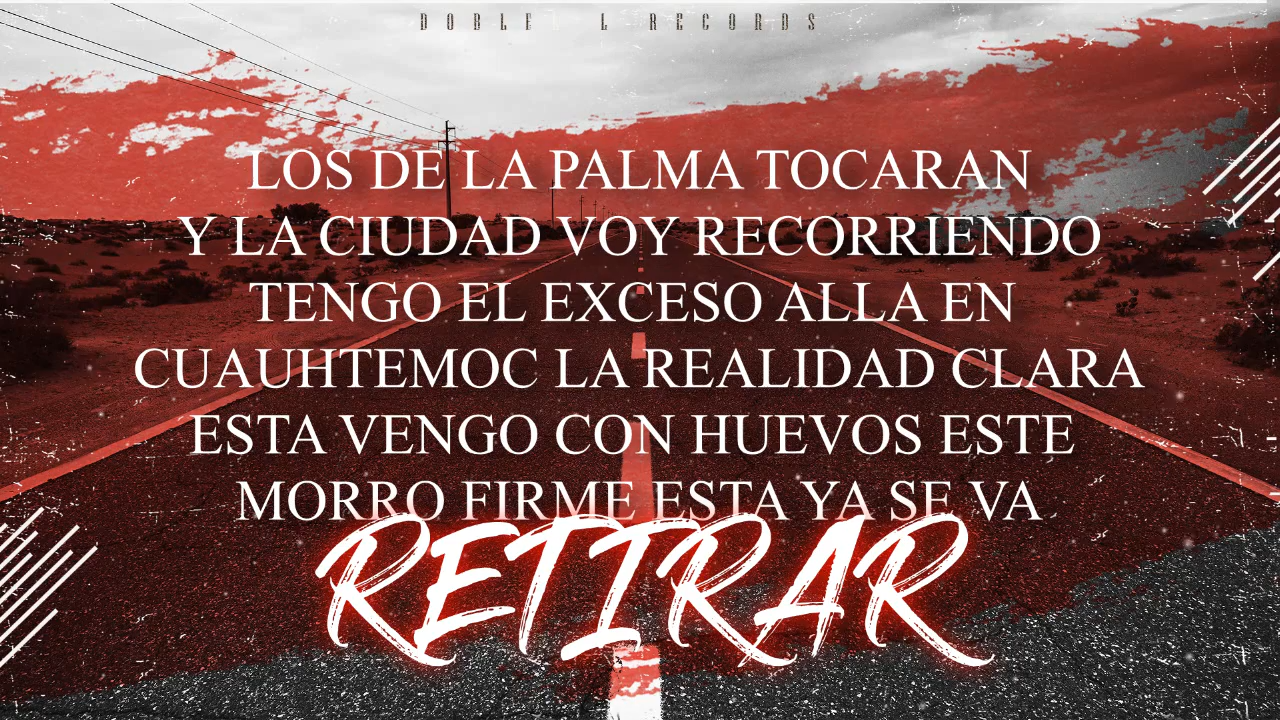 DOBLE L RECORDS
LOS DE LA PALMA TOCARAN
Y LA CIUDAD VOY RECORRIENDO
TENGO EL EXCESO ALLA EN
CUAUHTEMOC LA REALIDAD CLARA
ESTA VENGO CON HUEVOS ESTE
MORRO FIRME ESTA YA SE VA
RETIRAR